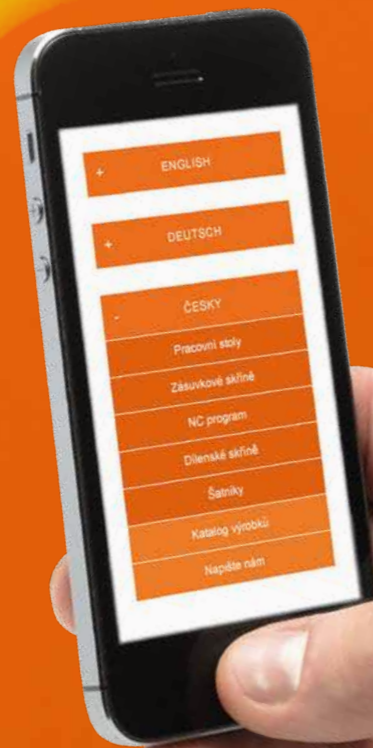 + ENGLISH
+ DEUTSCH
- ČESKY
Pracovní stoly
Zásuvkové skříně
NC program
Dílenské skříně
Šatníky
Katalog výrobků
Napište nám